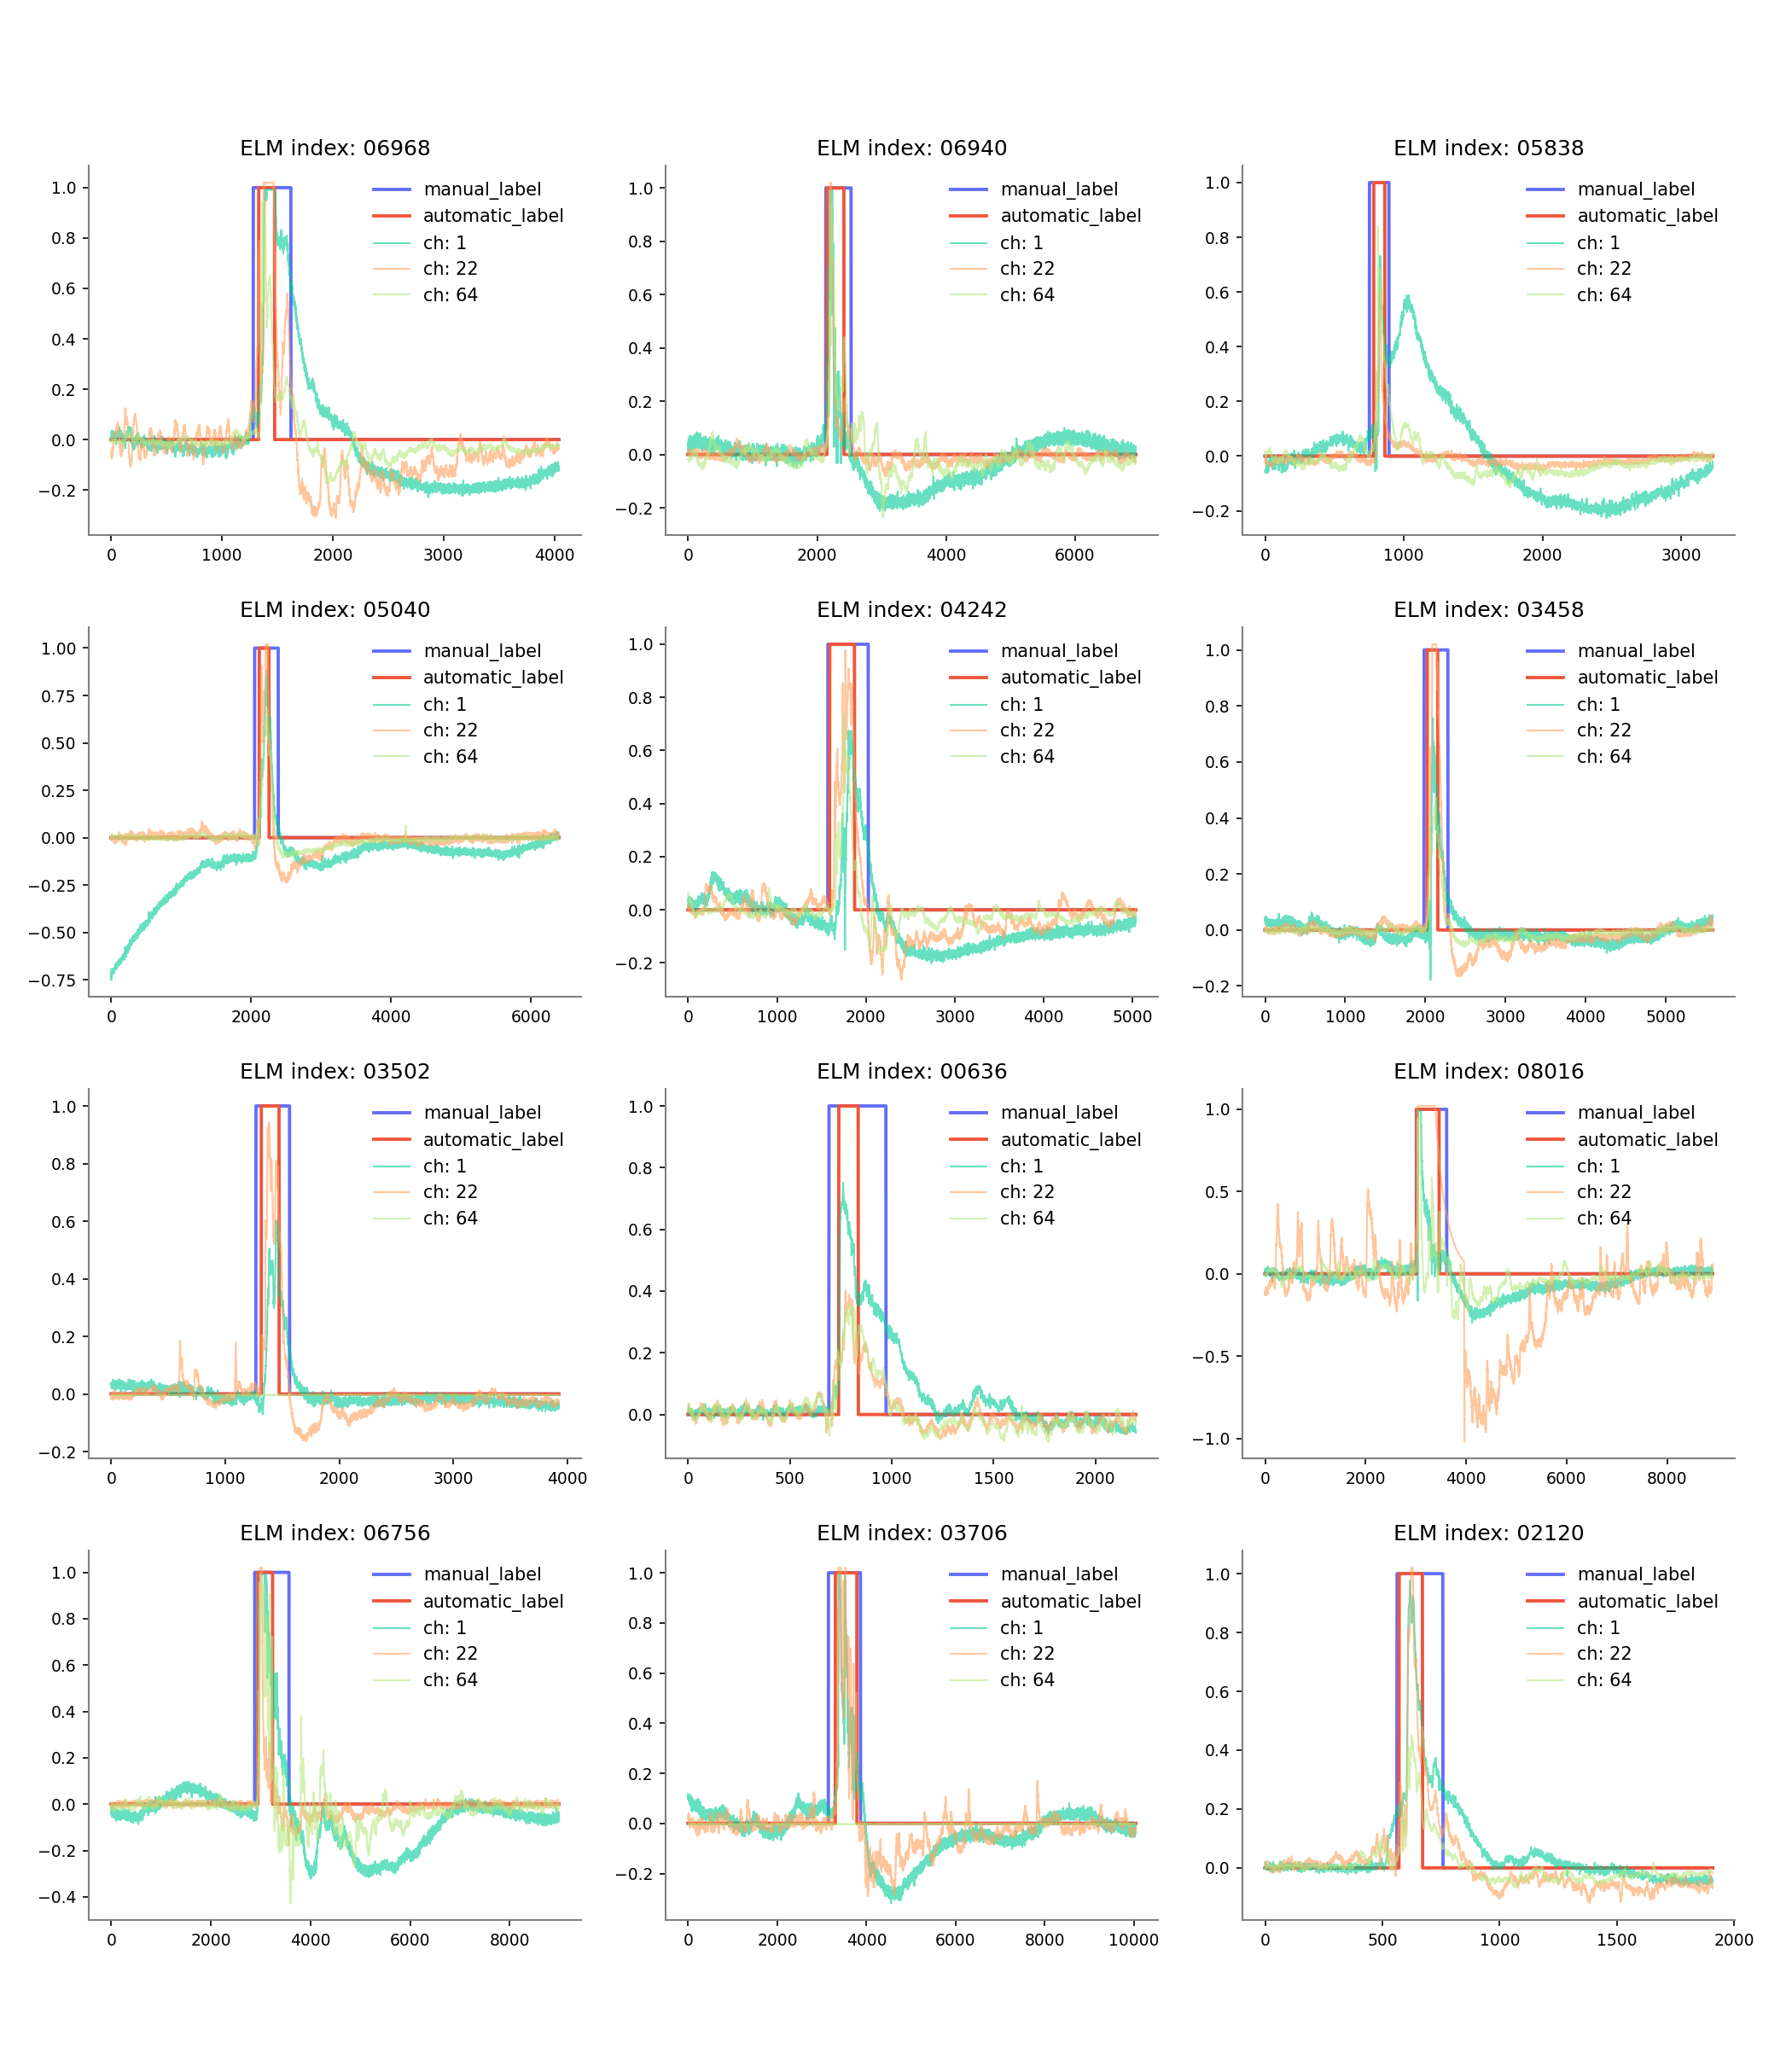 ELM index: 06968
1.0
0.8
0.6
0.4
0.2
0.0
−0.2
0
1000
2000
3000
4000
manual_label
automatic_label
ch: 1
ch: 22
ch: 64
ELM index: 06940
1.0
0.8
0.6
0.4
0.2
0.0
−0.2
0
2000
4000
6000
manual_label
automatic_label
ch: 1
ch: 22
ch: 64
ELM index: 05838
1.0
0.8
0.6
0.4
0.2
0.0
−0.2
0
1000
2000
3000
manual_label
automatic_label
ch: 1
ch: 22
ch: 64
ELM index: 05040
1.00
0.75
0.50
0.25
0.00
−0.25
−0.50
−0.75
0
2000
4000
6000
manual_label
automatic_label
ch: 1
ch: 22
ch: 64
ELM index: 04242
1.0
0.8
0.6
0.4
0.2
0.0
−0.2
0
1000
2000
3000
4000
5000
manual_label
automatic_label
ch: 1
ch: 22
ch: 64
ELM index: 03458
1.0
0.8
0.6
0.4
0.2
0.0
−0.2
0
1000
2000
3000
4000
5000
manual_label
automatic_label
ch: 1
ch: 22
ch: 64
ELM index: 03502
1.0
0.8
0.6
0.4
0.2
0.0
−0.2
0
1000
2000
3000
4000
manual_label
automatic_label
ch: 1
ch: 22
ch: 64
ELM index: 00636
1.0
0.8
0.6
0.4
0.2
0.0
0
500
1000
1500
2000
manual_label
automatic_label
ch: 1
ch: 22
ch: 64
ELM index: 08016
1.0
0.5
0.0
−0.5
−1.0
0
2000
4000
6000
8000
manual_label
automatic_label
ch: 1
ch: 22
ch: 64
ELM index: 06756
1.0
0.8
0.6
0.4
0.2
0.0
−0.2
−0.4
0
2000
4000
6000
8000
manual_label
automatic_label
ch: 1
ch: 22
ch: 64
ELM index: 03706
1.0
0.8
0.6
0.4
0.2
0.0
−0.2
0
2000
4000
6000
8000
10000
manual_label
automatic_label
ch: 1
ch: 22
ch: 64
ELM index: 02120
1.0
0.8
0.6
0.4
0.2
0.0
0
500
1000
1500
2000
manual_label
automatic_label
ch: 1
ch: 22
ch: 64